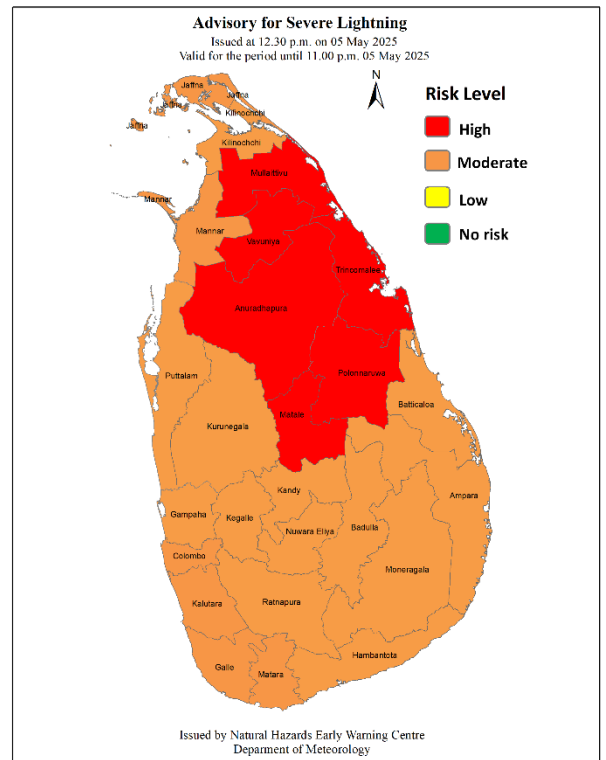 Advisory for Severe Lightning
Issued at 12.30 p.m. on 05 May 2025
Valid for the period until 11.00 p.m. 05 May 2025
N
Risk Level
High
Moderate
Low
No risk
Jaffna
Jaffna
Jaffna
Kilinochchi
Jaffna
Kilinochchi
Mullaittivu
Mannar
Mannar
Vavuniya
Trincomalee
Anuradhapura
Puttalam
Polonnaruwa
Batticaloa
Matale
Kurunegala
Kandy
Ampara
Gampaha
Kegalle
Nuwara Eliya
Badulla
Colombo
Moneragala
Kalutara
Ratnapura
Hambantota
Galle
Matara
Issued by Natural Hazards Early Warning Centre
Deparment of Meteorology